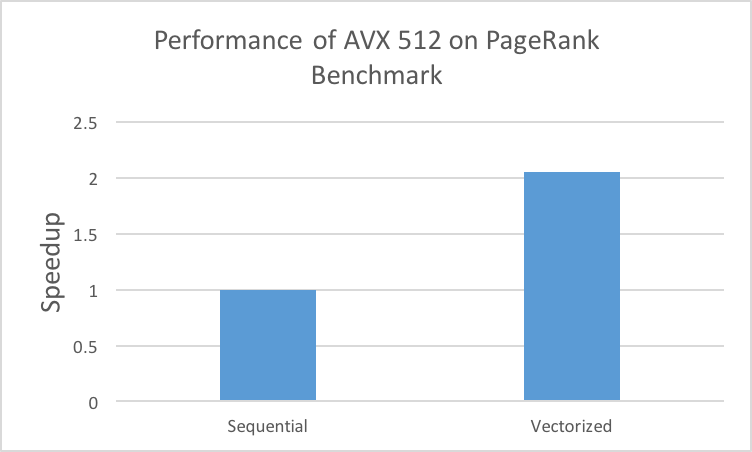 Performance of AVX 512 on PageRank
Benchmark
2.5
2
1.5
1
0.5
0
Speedup
Sequential
Vectorized